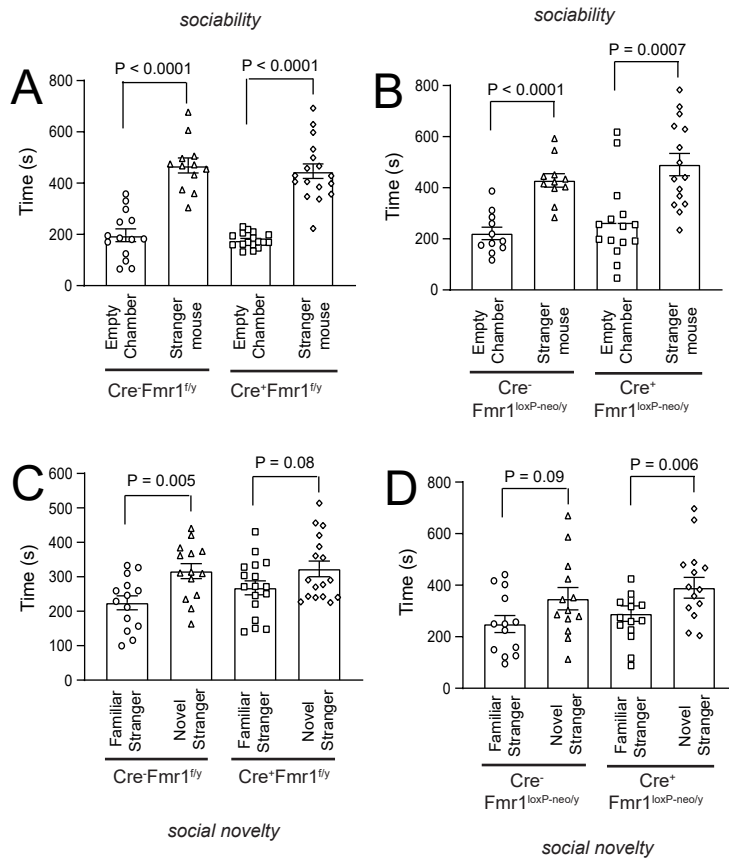 sociability
sociability
A
P < 0.0001
P < 0.0001
800
600
400
200
0
Time (s)
Empty
Chamber
Stranger
mouse
Empty
Chamber
Stranger
mouse
Cre⁻Fmr1ᶠ/ʸ
Cre⁺Fmr1ᶠ/ʸ
B
P < 0.0001
P = 0.0007
800
600
400
200
0
Time (s)
Empty
Chamber
Stranger
mouse
Empty
Chamber
Stranger
mouse
Cre⁻
Fmr1ˡᵒˣᴾ⁻ⁿᵉᵒ/ʸ
Cre⁺
Fmr1ˡᵒˣᴾ⁻ⁿᵉᵒ/ʸ
C
P = 0.005
P = 0.08
600
500
400
300
200
100
0
Time (s)
Familiar
Stranger
Novel
Stranger
Familiar
Stranger
Novel
Stranger
Cre⁻Fmr1ᶠ/ʸ
Cre⁺Fmr1ᶠ/ʸ
social novelty
D
P = 0.09
P = 0.006
800
600
400
200
0
Time (s)
Familiar
Stranger
Novel
Stranger
Familiar
Stranger
Novel
Stranger
Cre⁻
Fmr1ˡᵒˣᴾ⁻ⁿᵉᵒ/ʸ
Cre⁺
Fmr1ˡᵒˣᴾ⁻ⁿᵉᵒ/ʸ
social novelty